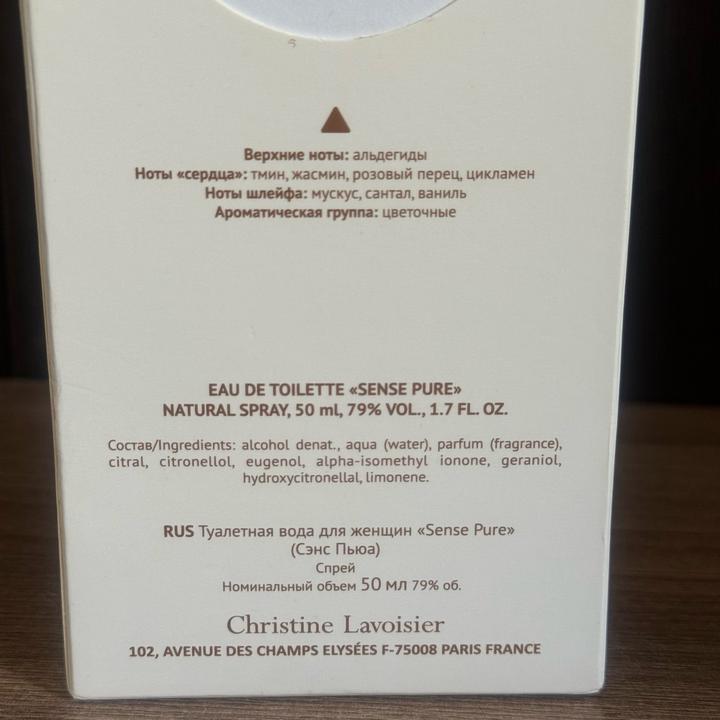 Верхние ноты: альдегиды
Ноты «сердца»: тмин, жасмин, розовый перец, цикламен
Ноты шлейфа: мускус, сантал, ваниль
Ароматическая группа: цветочные
EAU DE TOILETTE «SENSE PURE»
NATURAL SPRAY, 50 ml, 79% VOL., 1.7 FL. OZ.
Состав/Ingredients: alcohol denat., aqua (water), parfum (fragrance),
citral, citronellol, eugenol, alpha-isomethyl ionone, geraniol,
hydroxycitronellal, limonene.
RUS Туалетная вода для женщин «Sense Pure»
(Сэнс Пьюа)
Спрей
Номинальный объем 50 мл 79% об.
Christine Lavoisier
102, AVENUE DES CHAMPS ELYSÉES F-75008 PARIS FRANCE